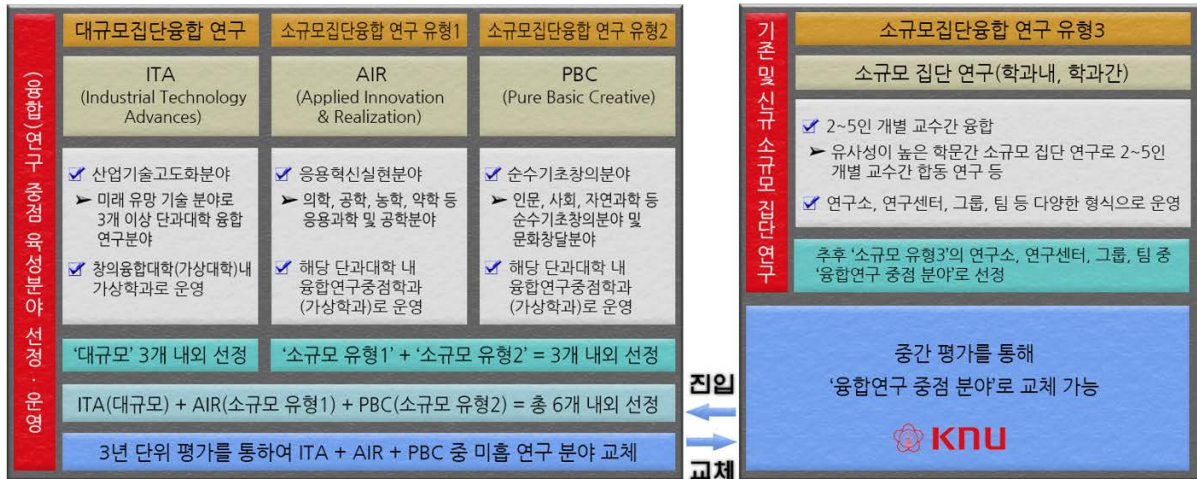 (융합)연구 중점 육성분야 선정·운영
대규모집단융합 연구
ITA
(Industrial Technology
Advances)
산업기술고도화분야
미래 유망 기술 분야로
3개 이상 단과대학 융합
연구분야
창의융합대학(가상대학)내
가상학과로 운영
소규모집단융합 연구 유형1
AIR
(Applied Innovation
& Realization)
응용혁신실현분야
의학, 공학, 농학, 약학 등
응용과학 및 공학분야
해당 단과대학 내
융합연구중점학과
(가상학과)로 운영
소규모집단융합 연구 유형2
PBC
(Pure Basic Creative)
순수기초창의분야
인문, 사회, 자연과학 등
순수기초창의분야 및
문화창달분야
해당 단과대학 내
융합연구중점학과
(가상학과)로 운영
'대규모' 3개 내외 선정
'소규모 유형1' + '소규모 유형2' = 3개 내외 선정
ITA(대규모) + AIR(소규모 유형1) + PBC(소규모 유형2) = 총 6개 내외 선정
3년 단위 평가를 통하여 ITA + AIR + PBC 중 미흡 연구 분야 교체
진입
교체
기존 및 신규 소규모 집단 연구
소규모집단융합 연구 유형3
소규모 집단 연구(학과내, 학과간)
2~5인 개별 교수간 융합
유사성이 높은 학문간 소규모 집단 연구로 2~5인
개별 교수간 합동 연구 등
연구소, 연구센터, 그룹, 팀 등 다양한 형식으로 운영
추후 '소규모 유형3'의 연구소, 연구센터, 그룹, 팀 중
'융합연구 중점 분야'로 선정
중간 평가를 통해
'융합연구 중점 분야'로 교체 가능
KNU